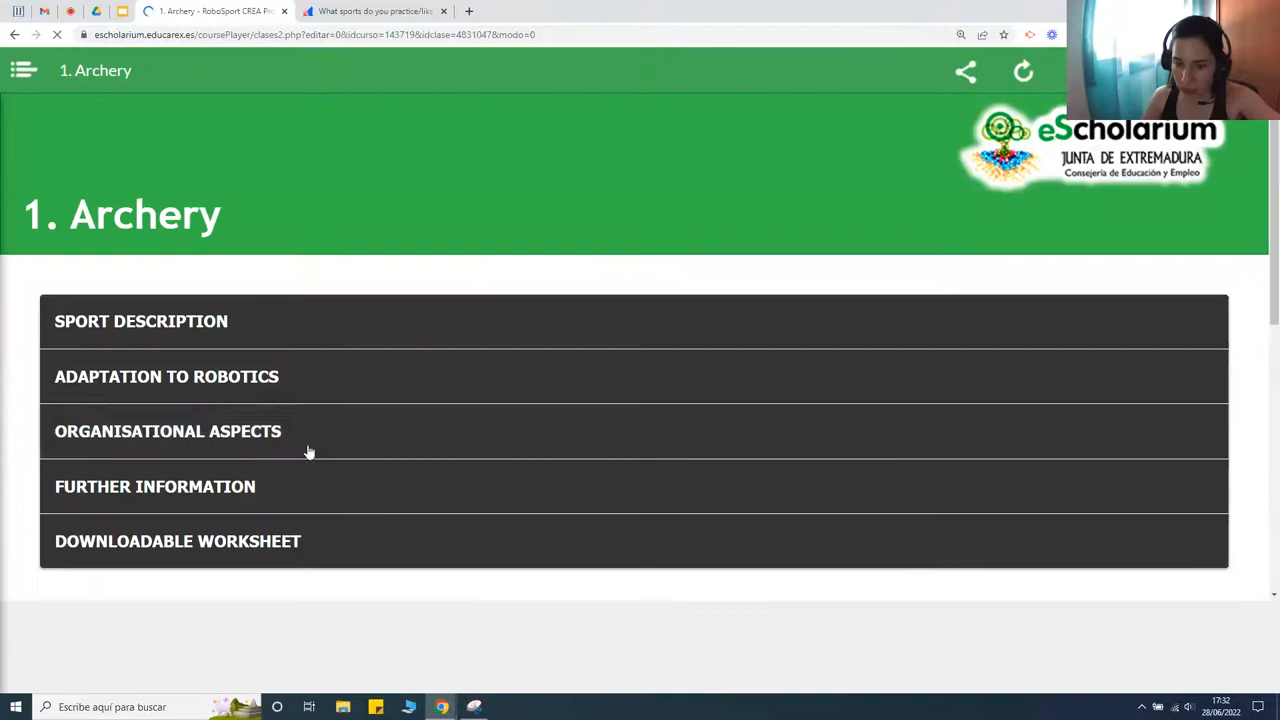 1. Archery - RoboSport CREA Pro
What sports do you practice/like
escholarium.educarex.es/coursePlayer/clases2.php?editar=0&idcurso=143719&idclase=4831047&modo=0
1. Archery
eScholarium
JUNTA DE EXTREMADURA
Consejería de Educación y Empleo
1. Archery
SPORT DESCRIPTION
ADAPTATION TO ROBOTICS
ORGANISATIONAL ASPECTS
FURTHER INFORMATION
DOWNLOADABLE WORKSHEET
Escribe aquí para buscar
17:32
28/06/2022